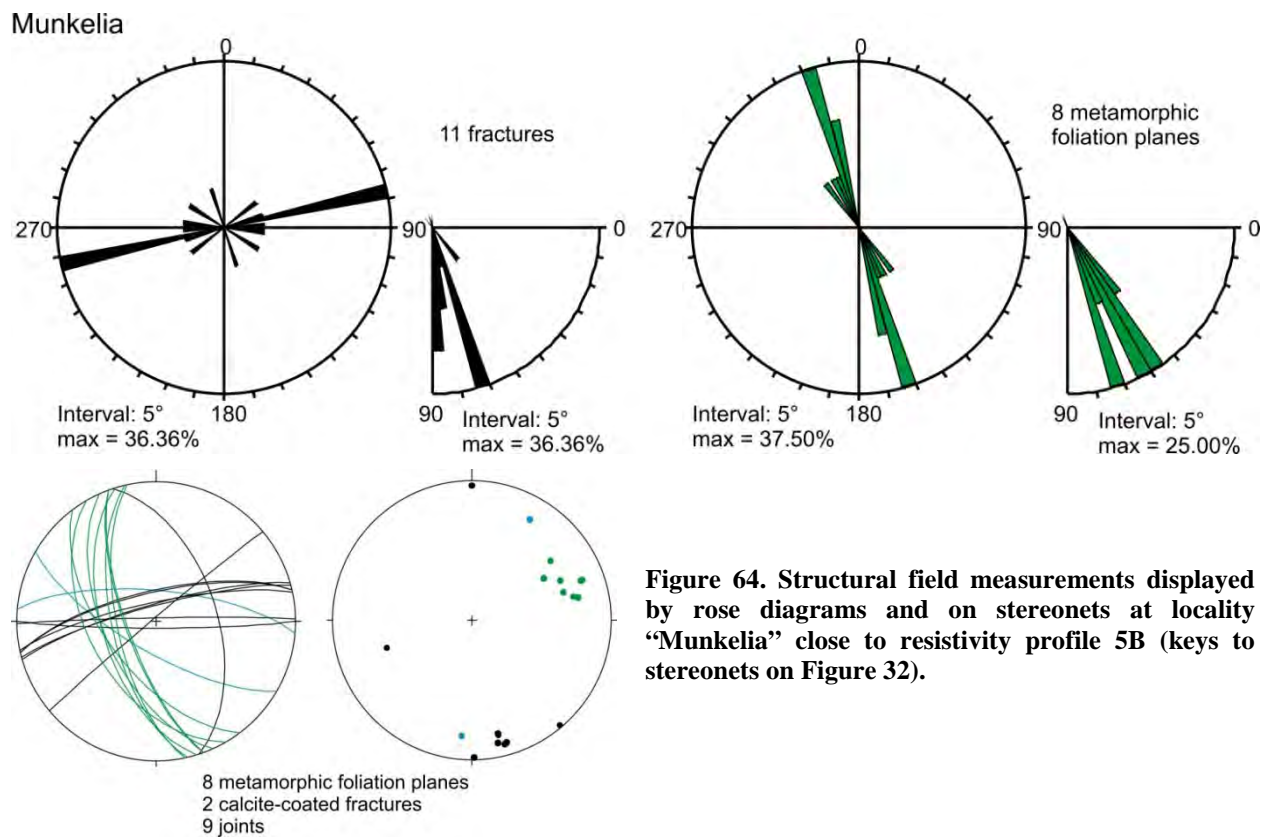 Munkelia
0
270
90
180
11 fractures
0
90
Interval: 5°
max = 36.36%
Interval: 5°
max = 36.36%
0
270
90
180
8 metamorphic
foliation planes
0
90
Interval: 5°
max = 37.50%
Interval: 5°
max = 25.00%
8 metamorphic foliation planes
2 calcite-coated fractures
9 joints
Figure 64. Structural field measurements displayed
by rose diagrams and on stereonets at locality
“Munkelia” close to resistivity profile 5B (keys to
stereonets on Figure 32).